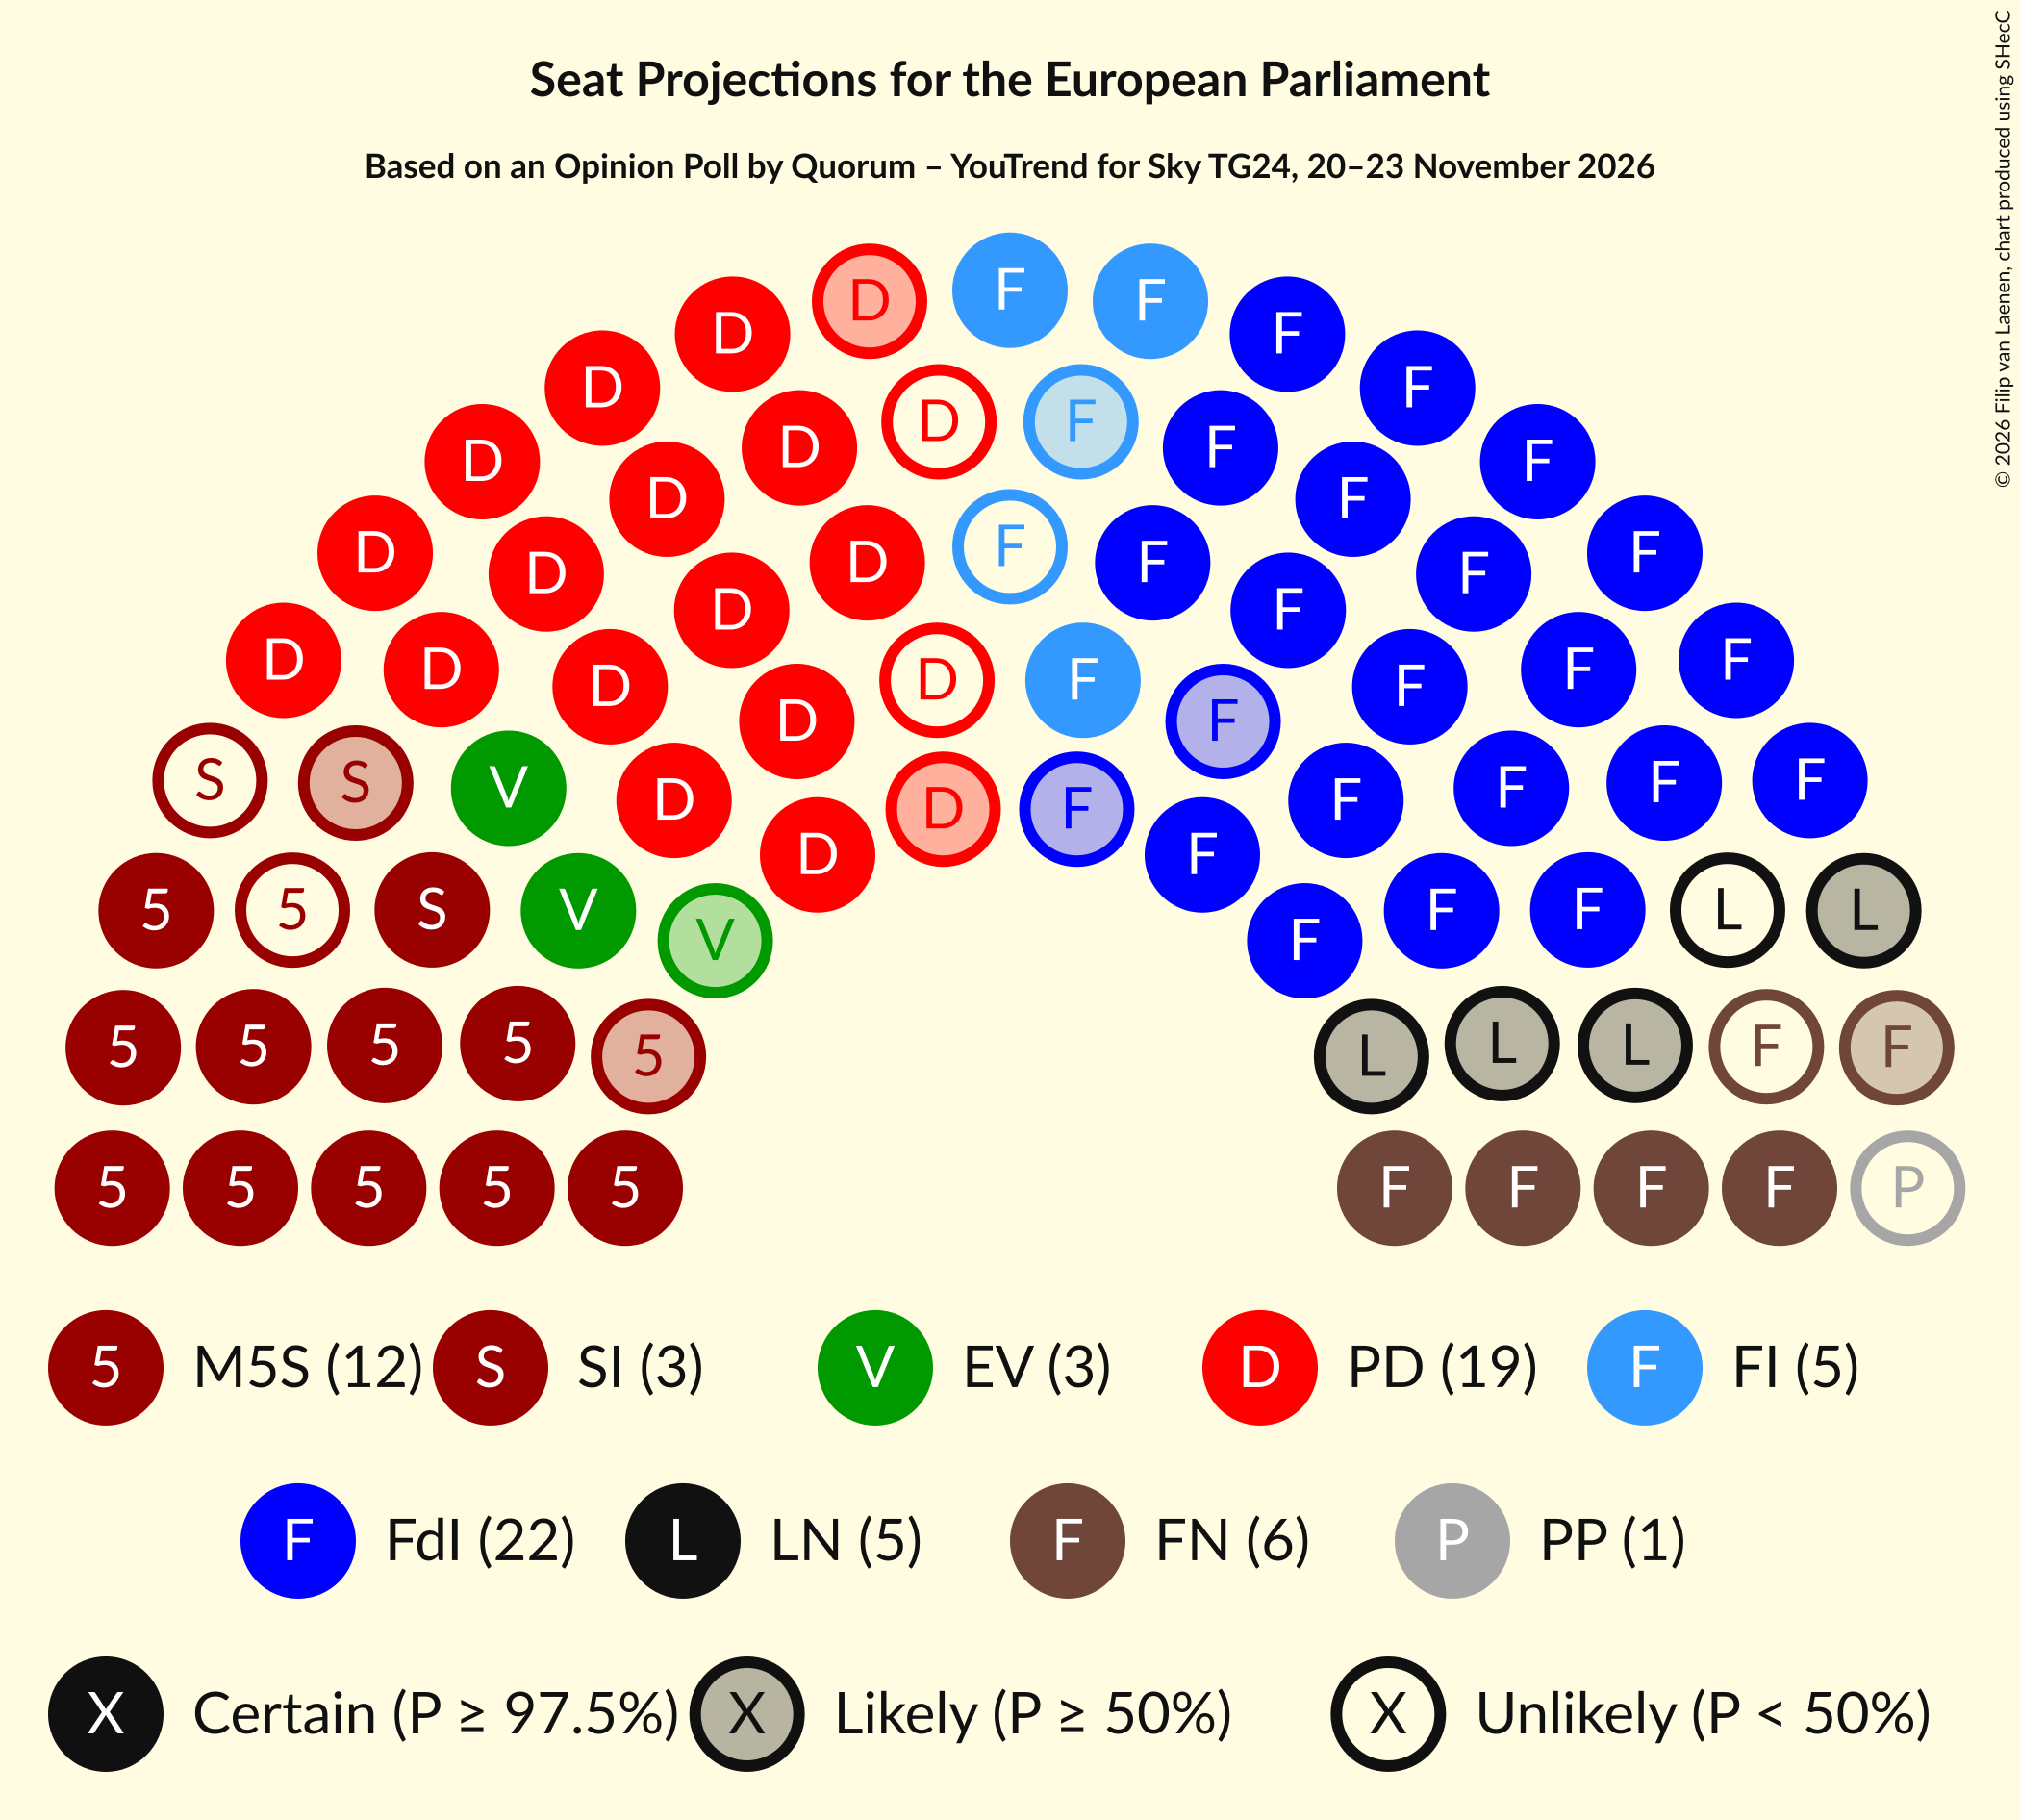 Seat Projections for the European Parliament
Based on an Opinion Poll by Quorum – YouTrend for Sky TG24, 20–23 November 2026
© 2026 Filip van Laenen, chart produced using SHecC
D F F
D F
D D F
D D F F
D F
D D F F
D F F F
D D F F
D D F F
D D F F F
S S V D D D F F F F F F
5 5 S V V D F F F F L L
5 5 5 5 5 L L L F F
5 5 5 5 5 F F F F P
5 M5S (12) S SI (3) V EV (3) D PD (19) F FI (5)
F FdI (22) L LN (5) F FN (6) P PP (1)
X Certain (P ≥ 97.5%) X Likely (P ≥ 50%) X Unlikely (P < 50%)